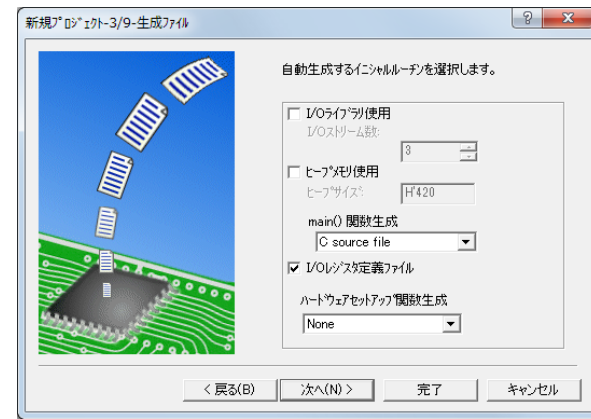 新規ﾌﾟﾛｼﾞｪｸﾄ-3/9-生成ﾌｧｲﾙ
自動生成するｲﾆｼｬﾙﾙｰﾁﾝを選択します。
I/Oﾗｲﾌﾞﾗﾘ使用
I/Oｽﾄﾘｰﾑ数:
3
ﾋｰﾌﾟﾒﾓﾘ使用
ﾋｰﾌﾟｻｲｽﾞ:
H'420
main() 関数生成
C source file
I/Oﾚｼﾞｽﾀ定義ﾌｧｲﾙ
ﾊｰﾄﾞｳｪｱｾｯﾄｱｯﾌﾟ関数生成
None
< 戻る(B)
次へ(N) >
完了
キャンセル